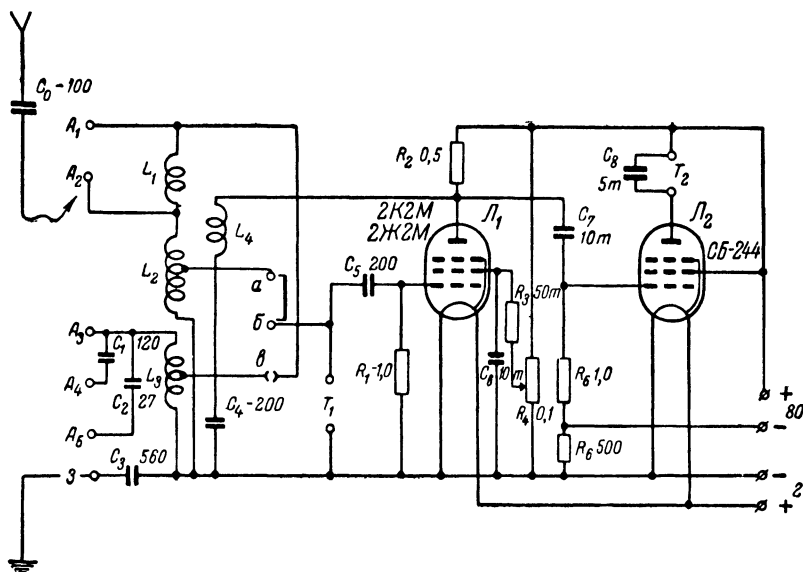 C₀-100
A₁
A₂
L₁
L₂
L₄
а
б
в
A₃
C₁ 120
A₄
L₃
C₂
27
A₅
З
C₃ 560
C₄-200
T₁
C₅ 200
R₁-1,0
R₂ 0,5
2К2М
2Ж2М
Л₁
R₃ 50т
C₆ 10т
R₄ 0,1
C₇
10т
R₆ 1,0
R₆ 500
C₈
5т
T₂
Л₂
СБ-244
+
80
-
-
2
+